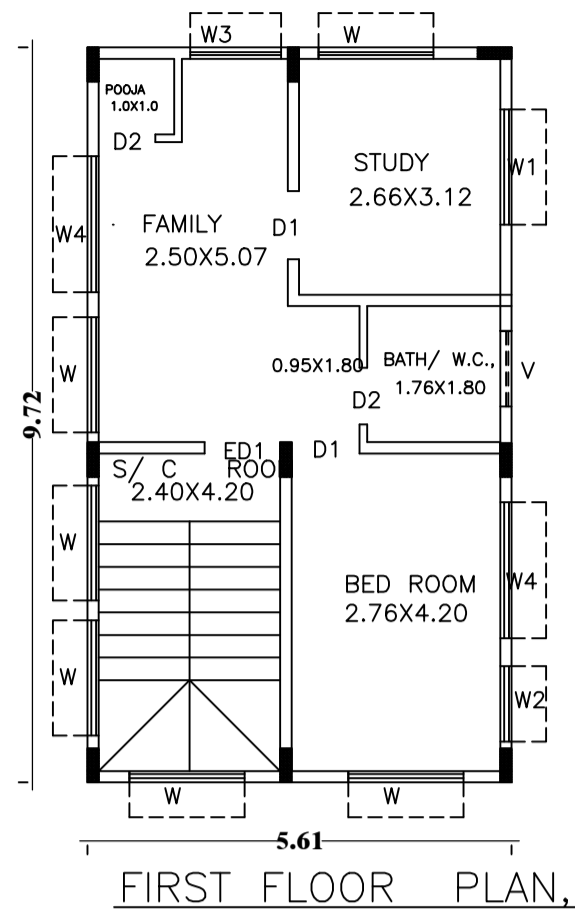 W3
W
POOJA
1.0X1.0
D2
STUDY
2.66X3.12
W1
W4
FAMILY
2.50X5.07
D1
9.72
W
0.95X1.80
BATH/ W.C.,
1.76X1.80
V
D2
ED1
D1
S/ C ROO
2.40X4.20
W
BED ROOM
2.76X4.20
W4
W
W2
W
W
5.61
FIRST FLOOR PLAN,